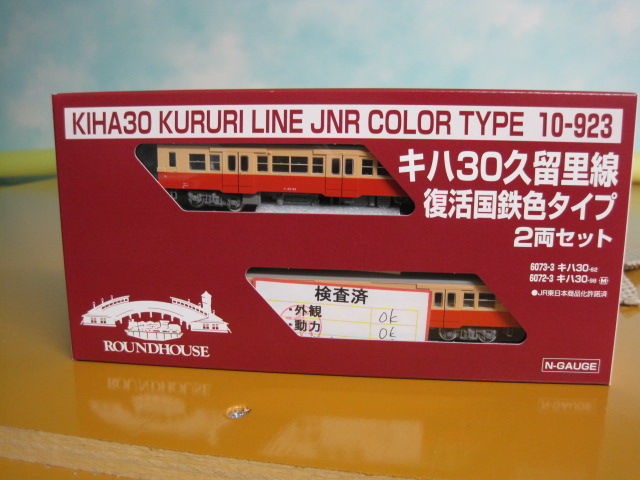 KIHA30 KURURI LINE JNR COLOR TYPE 10-923
キハ30久留里線
復活国鉄色タイプ
2両セット
6073-3 キハ30-62
6072-3 キハ30-98 M
●JR東日本商品化許諾済
検査済
・外観 ok
・動力 ok
ROUNDHOUSE
N-GAUGE